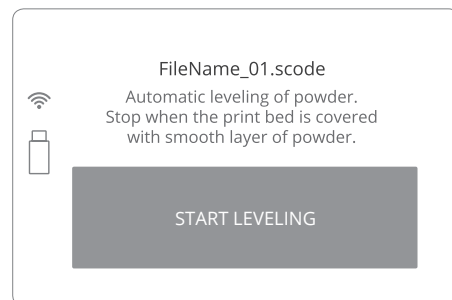 FileName_01.scode
Automatic leveling of powder.
Stop when the print bed is covered
with smooth layer of powder.
START LEVELING